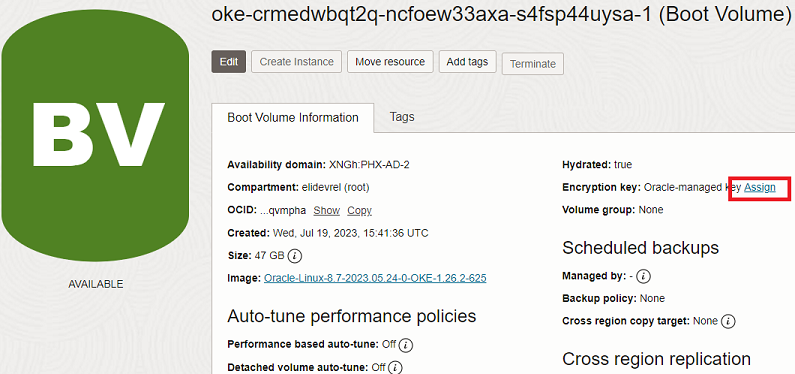 oke-crmedwbqt2q-ncfoew33axa-s4fsp44uysa-1 (Boot Volume)
Edit Create Instance Move resource Add tags Terminate
BV
AVAILABLE
Boot Volume Information Tags
Availability domain: XNGh:PHX-AD-2
Compartment: elidevrel (root)
OCID: ...qvmpha Show Copy
Created: Wed, Jul 19, 2023, 15:41:36 UTC
Size: 47 GB i
Image: Oracle-Linux-8.7-2023.05.24-0-OKE-1.26.2-625
Auto-tune performance policies
Performance based auto-tune: Off i
Detached volume auto-tune: Off i
Hydrated: true
Encryption key: Oracle-managed key Assign
Volume group: None
Scheduled backups
Managed by: - i
Backup policy: None
Cross region copy target: None i
Cross region replication